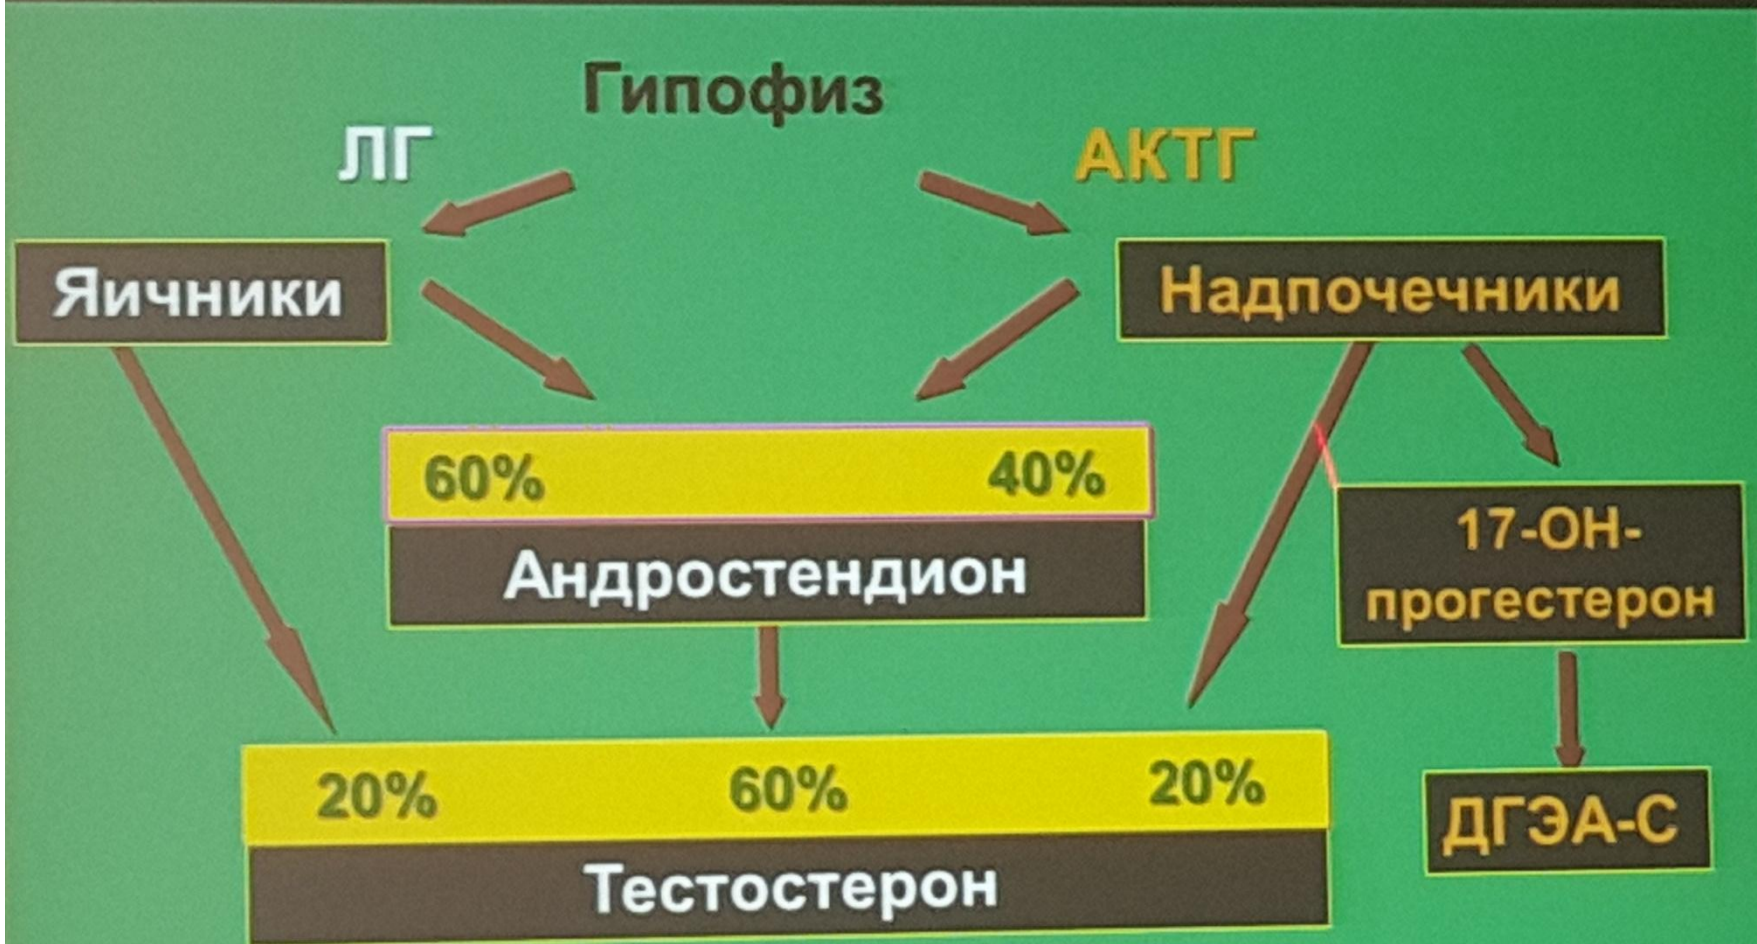 Гипофиз
ЛГ
АКТГ
Яичники
Надпочечники
60%
40%
Андростендион
17-ОН-
прогестерон
20%
60%
20%
Тестостерон
ДГЭА-С